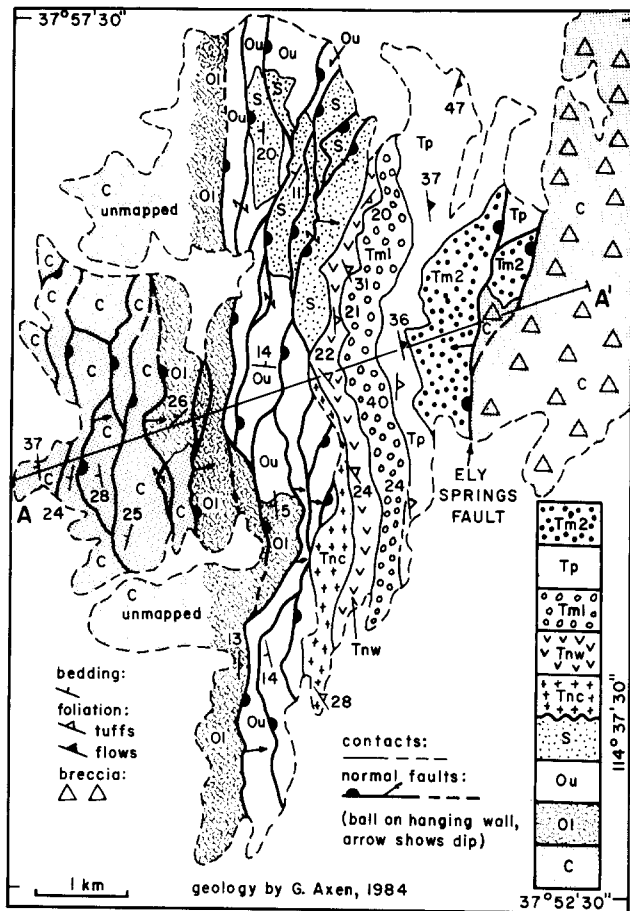 37°57'30"
Ou
Ou
Ou
Ol
Ou
S
S
S
S
47
20
Tp
C
unmapped
Ol
11
S
37
C
20
Tml
Tp
Tm2
Tm2
C
C
C
C
S
31
21
A'
36
C
C
C
C
Ol
14
Ou
22
26
40
Tp
C
37
C
C
Ou
24
24
ELY
SPRINGS
FAULT
A
24
28
25
C
C
Ol
15
Ol
C
Tnc
Tm2
Tp
C
unmapped
Tml
13
Tnw
Tnw
bedding:
14
28
Tnc
foliation:
tuffs
flows
Ol
Ou
S
114°37'30"
breccia:
contacts:
Ou
normal faults:
(ball on hanging wall,
arrow shows dip)
Ol
C
1 km
geology by G. Axen, 1984
37°52'30"